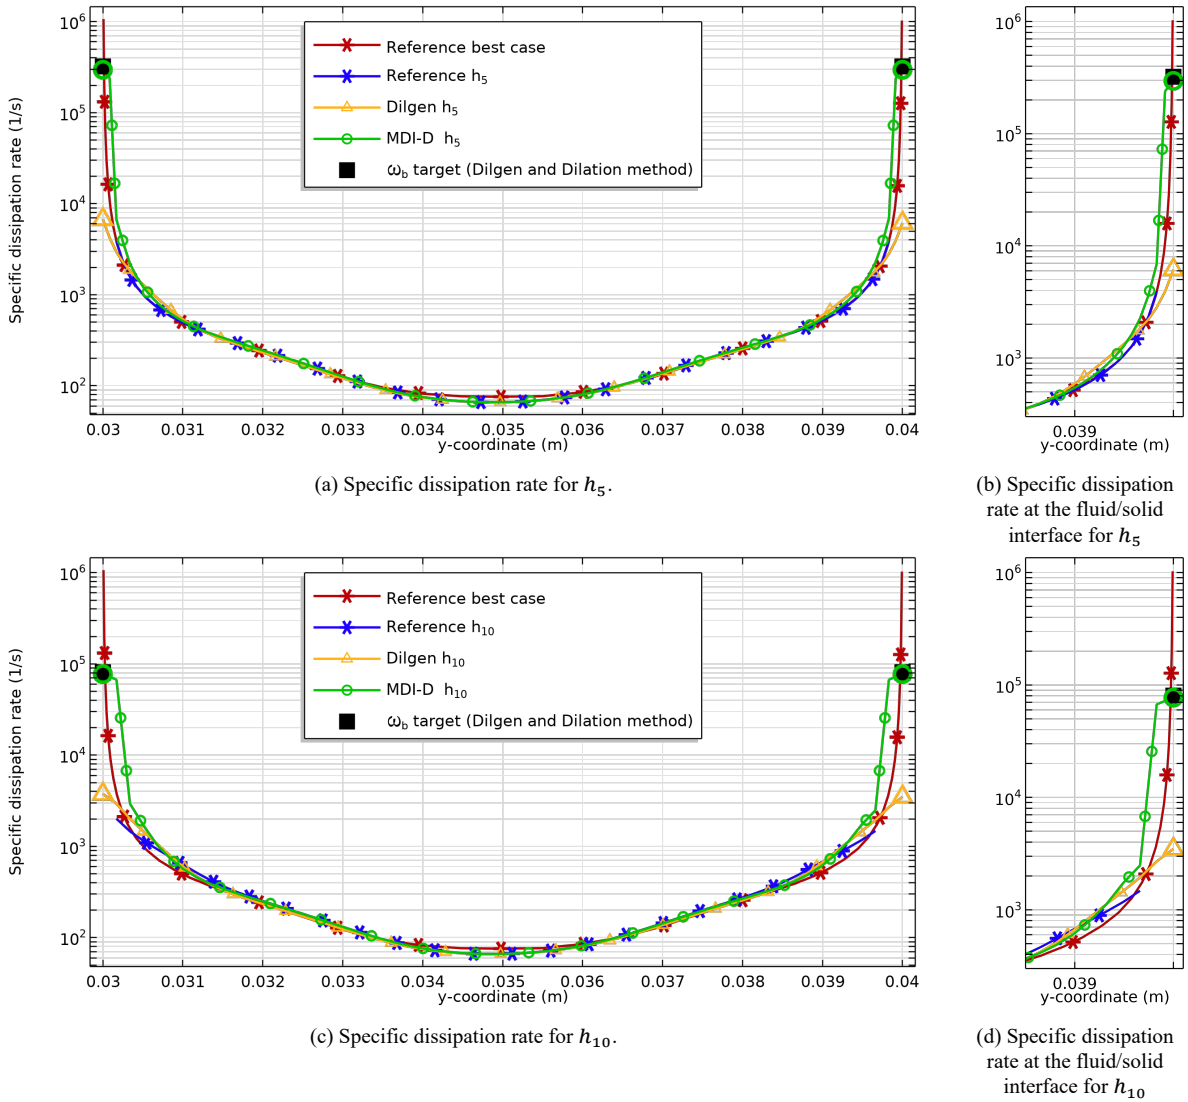 10⁶
10⁵
10⁴
10³
10²
Specific dissipation rate (1/s)
Reference best case
Reference h₅
Dilgen h₅
MDI-D h₅
ω_b target (Dilgen and Dilation method)
0.03 0.031 0.032 0.033 0.034 0.035 0.036 0.037 0.038 0.039 0.04
y-coordinate (m)
(a) Specific dissipation rate for h₅.
10⁶
10⁵
10⁴
10³
0.039
y-coordinate (m)
(b) Specific dissipation
rate at the fluid/solid
interface for h₅
10⁶
10⁵
10⁴
10³
10²
Specific dissipation rate (1/s)
Reference best case
Reference h₁₀
Dilgen h₁₀
MDI-D h₁₀
ω_b target (Dilgen and Dilation method)
0.03 0.031 0.032 0.033 0.034 0.035 0.036 0.037 0.038 0.039 0.04
y-coordinate (m)
(c) Specific dissipation rate for h₁₀.
10⁶
10⁵
10⁴
10³
0.039
y-coordinate (m)
(d) Specific dissipation
rate at the fluid/solid
interface for h₁₀